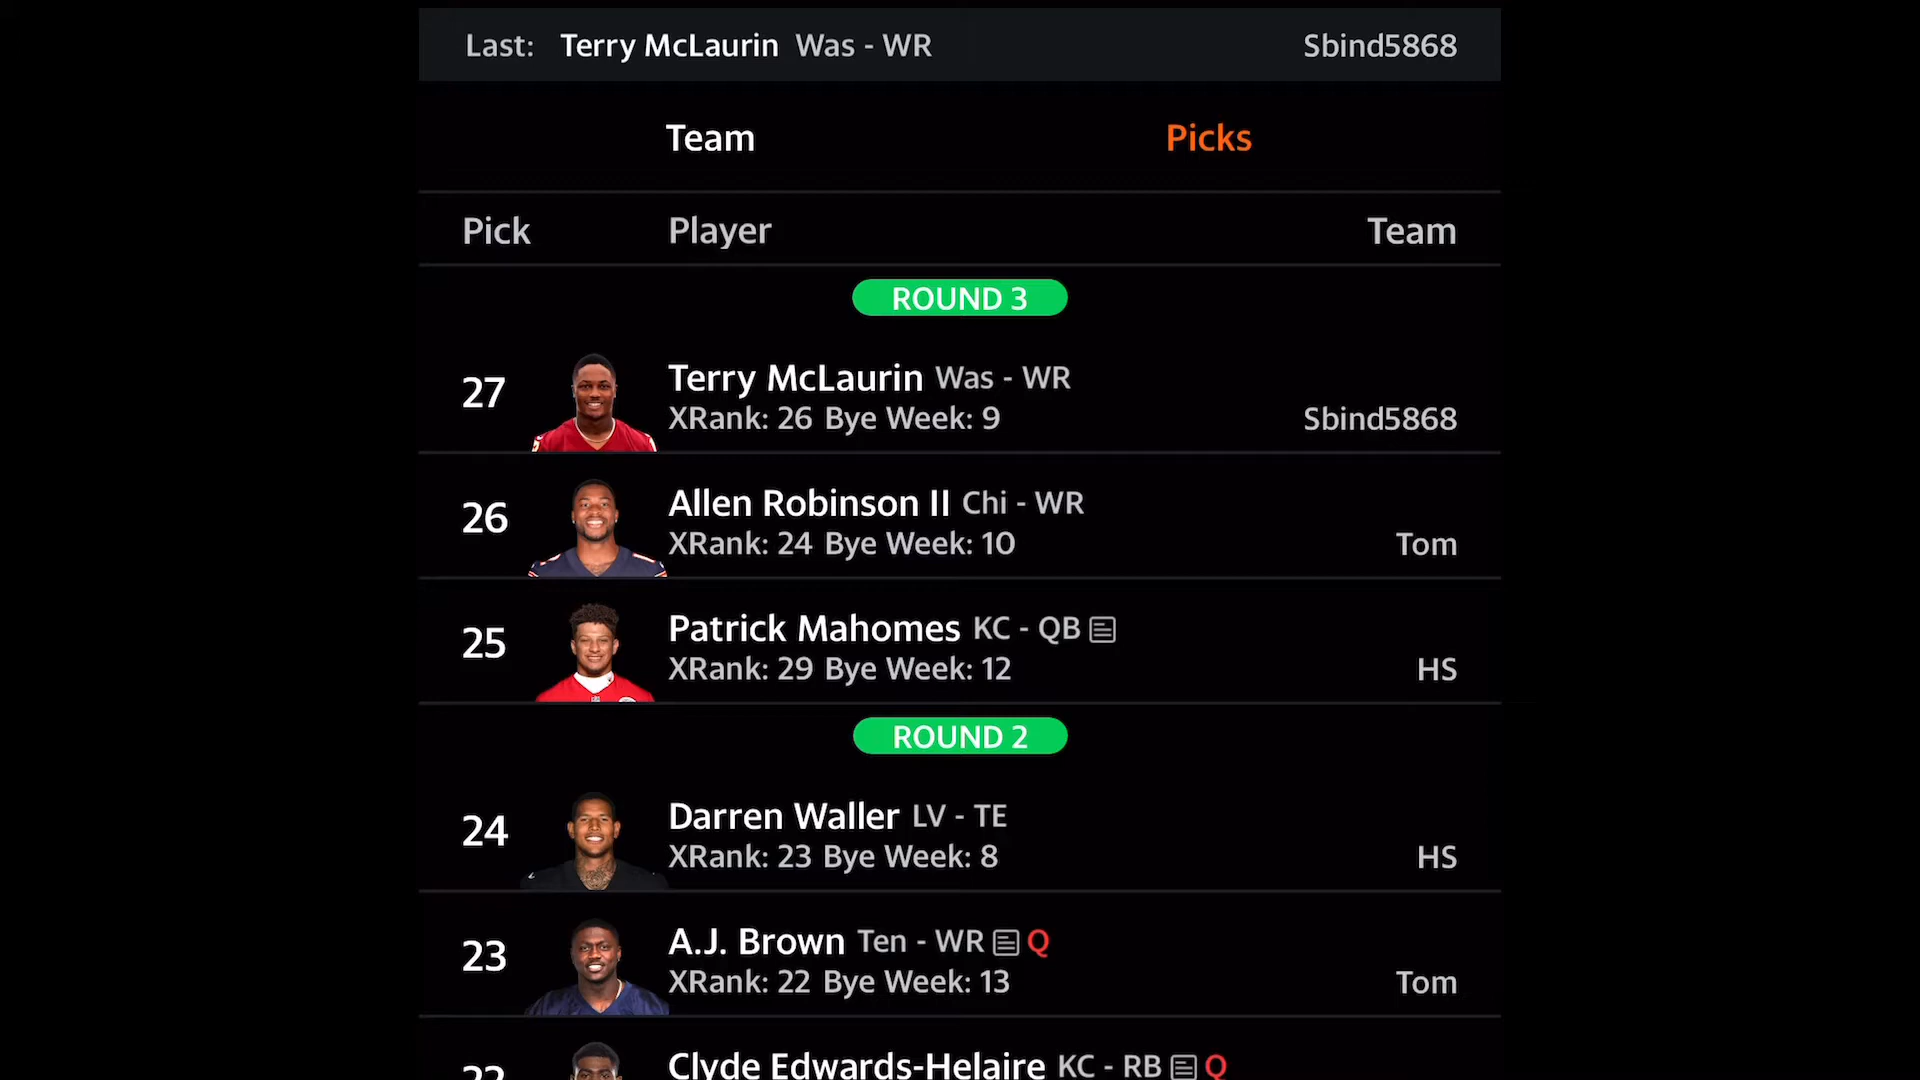 Last: Terry McLaurin Was - WR Sbind5868
Team Picks
Pick Player Team
ROUND 3
27 Terry McLaurin Was - WR
XRank: 26 Bye Week: 9 Sbind5868
26 Allen Robinson II Chi - WR
XRank: 24 Bye Week: 10 Tom
25 Patrick Mahomes KC - QB
XRank: 29 Bye Week: 12 HS
ROUND 2
24 Darren Waller LV - TE
XRank: 23 Bye Week: 8 HS
23 A.J. Brown Ten - WR Q
XRank: 22 Bye Week: 13 Tom
22 Clyde Edwards-Helaire KC - RB Q